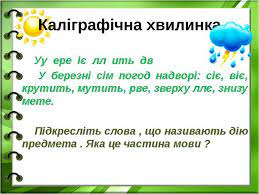 Каліграфічна хвилинка
Уу ере іє лл ить дв
У березні сім погод надворі: сіє, віє,
крутить, мутить, рве, зверху ллє, знизу
мете.
Підкресліть слова , що називають дію
предмета . Яка це частина мови ?